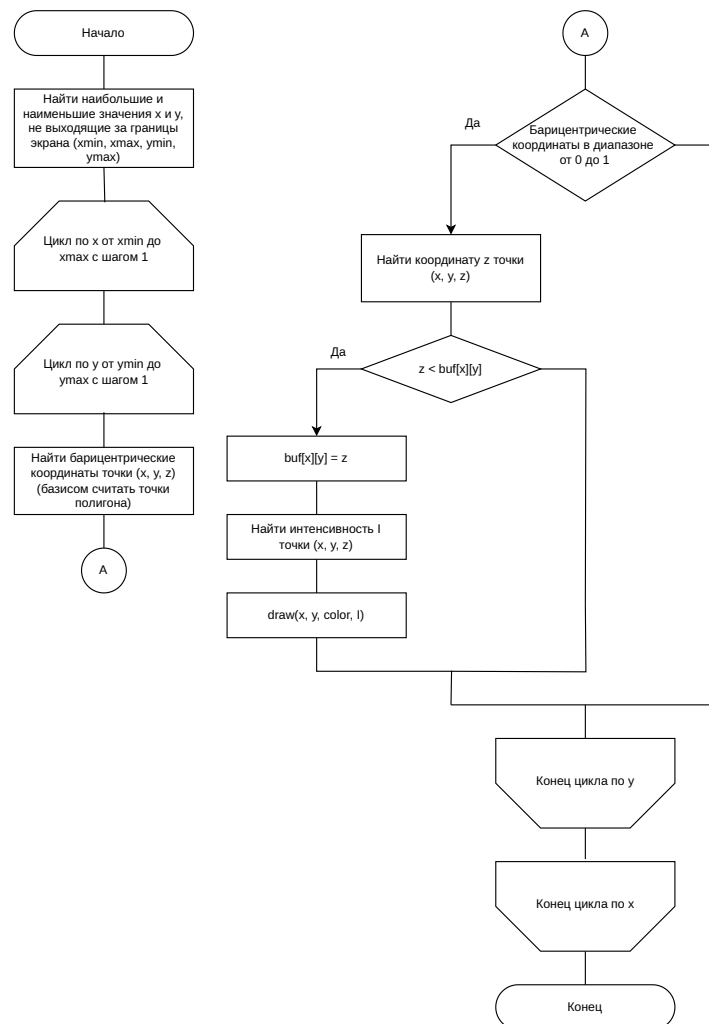 Начало
Найти наибольшие и
наименьшие значения x и y,
не выходящие за границы
экрана (xmin, xmax, ymin,
ymax)
Цикл по x от xmin до
xmax с шагом 1
Цикл по y от ymin до
ymax с шагом 1
Найти барицентрические
координаты точки (x, y, z)
(базисом считать точки
полигона)
A
A
Барицентрические
координаты в диапазоне
от 0 до 1
Да
Найти координату z точки
(x, y, z)
Да
z < buf[x][y]
buf[x][y] = z
Найти интенсивность I
точки (x, y, z)
draw(x, y, color, I)
Конец цикла по y
Конец цикла по x
Конец